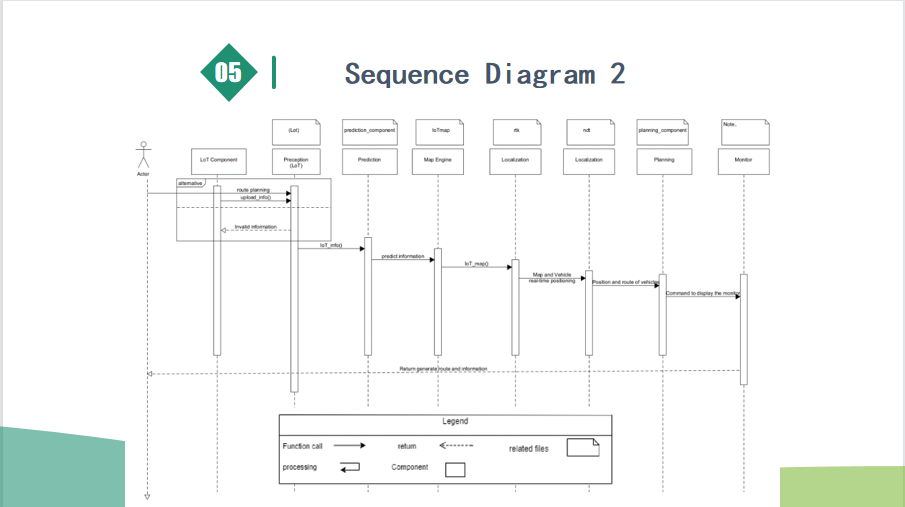 05
Sequence Diagram 2
(LoI)
prediction_component
IoTmap
rtk
ndt
planning_component
Note..
Actor
LoT Component
Preception
(LoT)
Prediction
Map Engine
Localization
Localization
Planning
Monitor
alternative
route planning
upload_info()
Invalid information
IoT_info()
predict information
IoT_map()
Map and Vehicle
real-time positioning
Position and route of vehicles
Command to display the monitor
Return generate route and information
Legend
Function call
return
related files
processing
Component